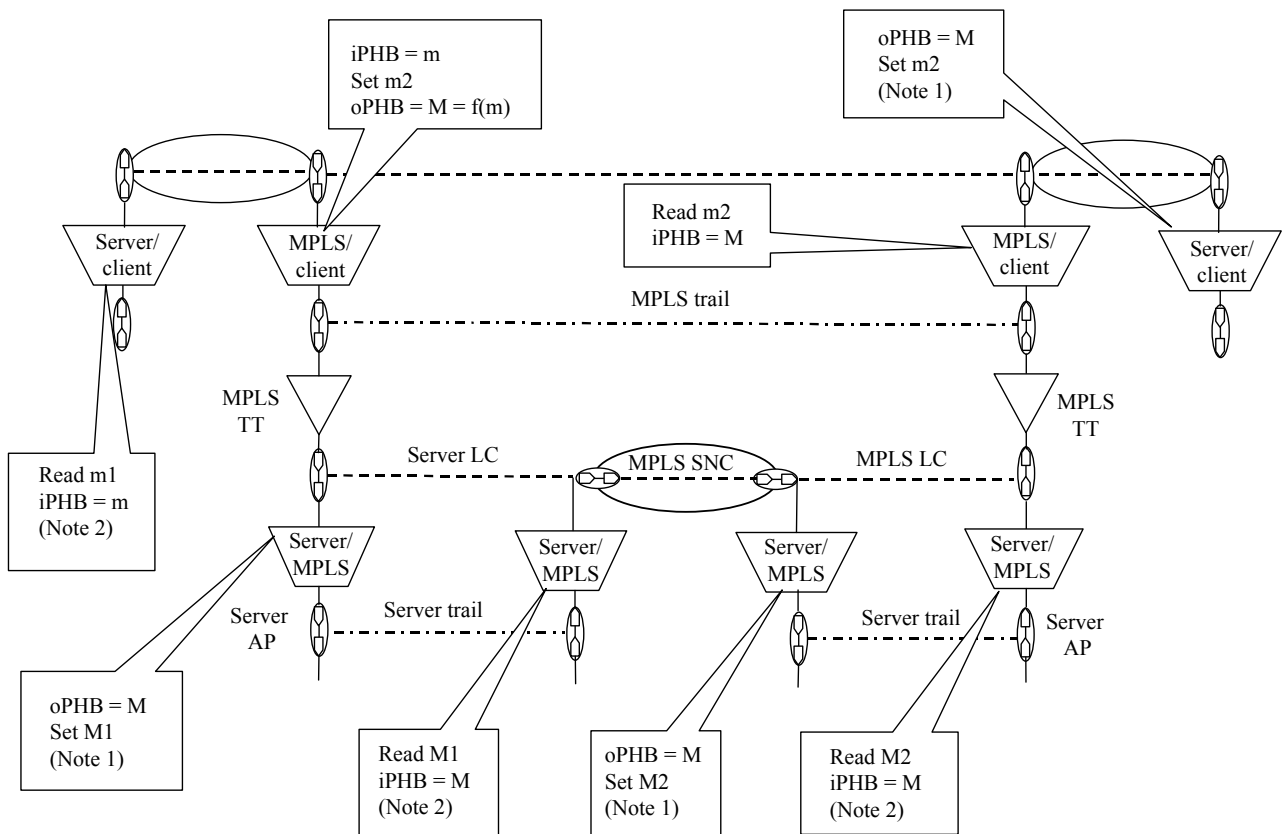 iPHB = m
Set m2
oPHB = M = f(m)
oPHB = M
Set m2
(Note 1)
Read m2
iPHB = M
Server/
client
MPLS/
client
MPLS/
client
Server/
client
MPLS trail
MPLS
TT
MPLS
TT
Read m1
iPHB = m
(Note 2)
Server LC
MPLS SNC
MPLS LC
Server/
MPLS
Server/
MPLS
Server/
MPLS
Server/
MPLS
Server
AP
Server trail
Server trail
Server
AP
oPHB = M
Set M1
(Note 1)
Read M1
iPHB = M
(Note 2)
oPHB = M
Set M2
(Note 1)
Read M2
iPHB = M
(Note 2)